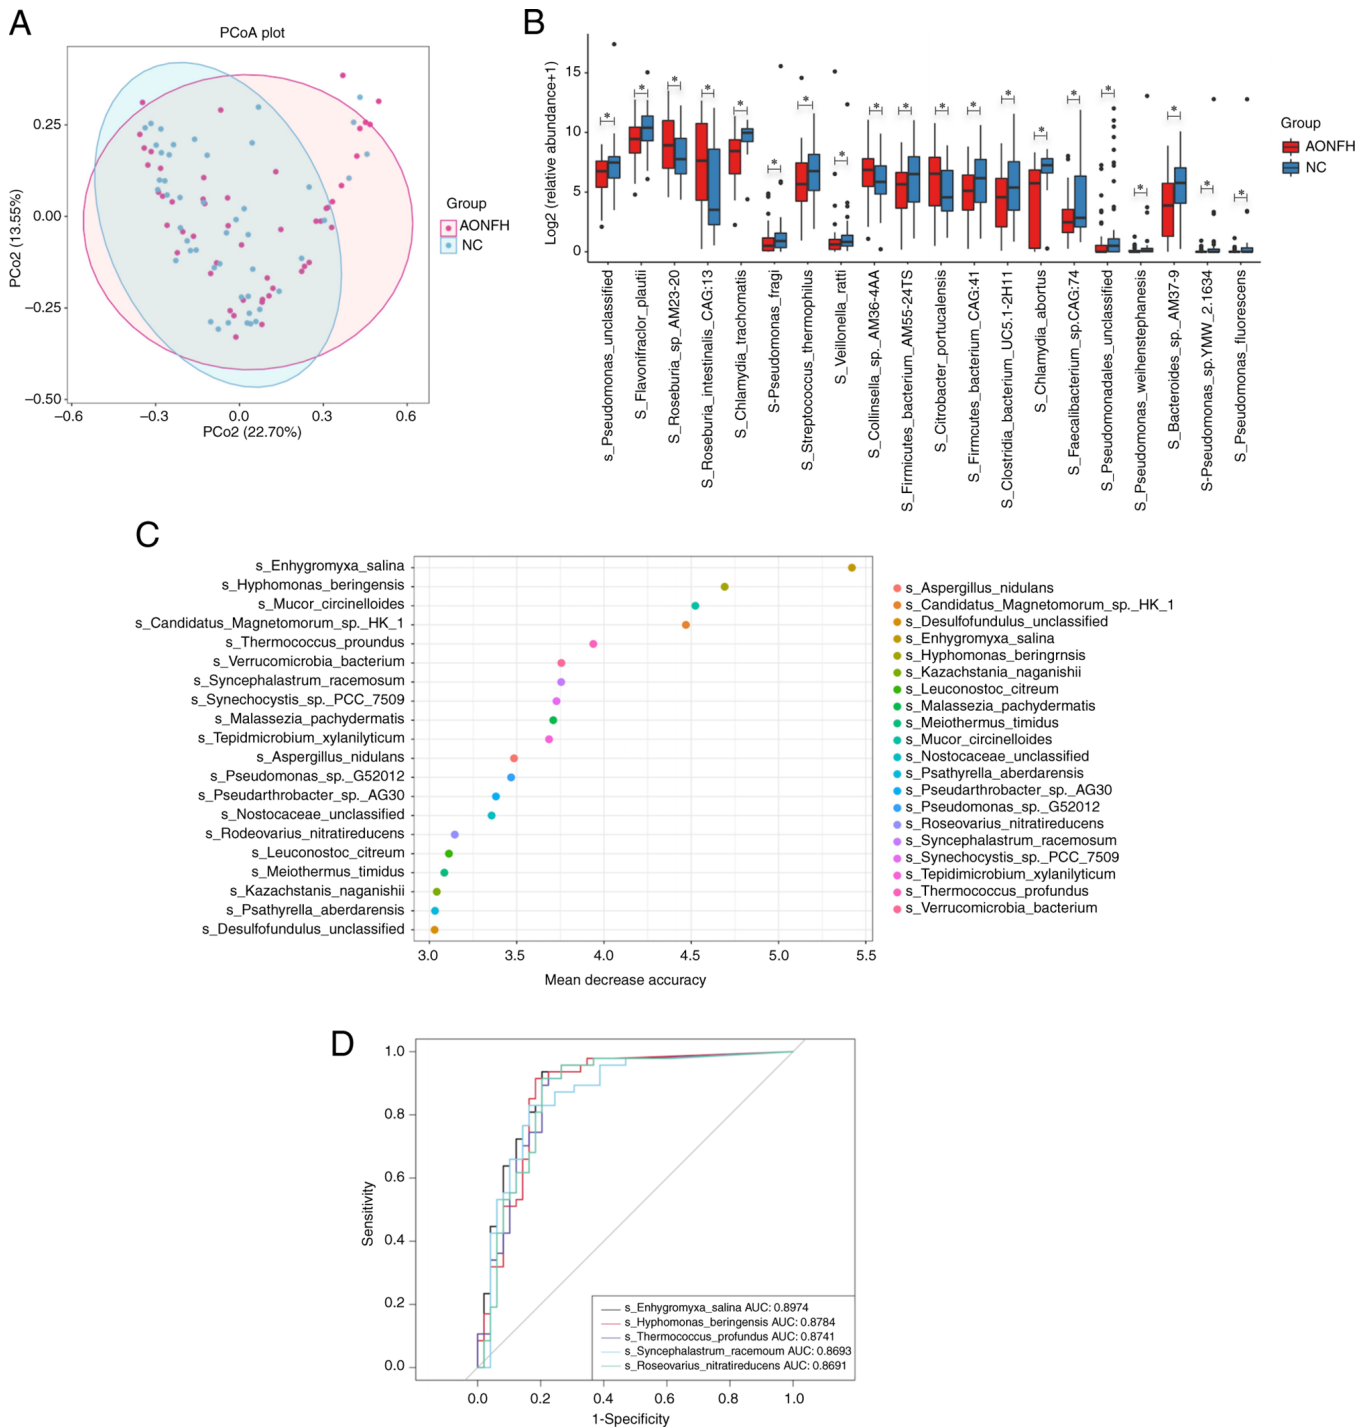 A
PCoA plot
PCo2 (13.55%)
0.25
0.00
−0.25
−0.50
−0.6
−0.3
0.0
0.3
0.6
PCo2 (22.70%)
Group
AONFH
NC
B
Log2 (relative abundance+1)
15
10
5
0
* * * * * * * * * * * * * * * * * * * *
s_Pseudomonas_unclassified
S_Flavonifraclor_plautii
S_Roseburia_sp_AM23-20
S_Roseburia_intestinalis_CAG:13
S_Chlamydia_trachomatis
S-Pseudomonas_fragi
S_Streptococcus_thermophilus
S_Veillonella_ratti
S_Collinsella_sp._AM36-4AA
S_Firmicutes_bacterium_AM55-24TS
S_Citrobacter_portucalensis
S_Firmcutes_bacterium_CAG:41
S_Clostridia_bacterium_UC5.1-2H11
S_Chlamydia_abortus
S_Faecalibacterium_sp.CAG:74
S_Pseudomonadales_unclassified
S_Pseudomonas_weihenstephanesis
S_Bacteroides_sp._AM37-9
S-Pseudomonas_sp.YMW_2.1634
S_Pseudomonas_fluorescens
Group
AONFH
NC
C
s_Enhygromyxa_salina
s_Hyphomonas_beringensis
s_Mucor_circinelloides
s_Candidatus_Magnetomorum_sp._HK_1
s_Thermococcus_proundus
s_Verrucomicrobia_bacterium
s_Syncephalastrum_racemosum
s_Synechocystis_sp._PCC_7509
s_Malassezia_pachydermatis
s_Tepidmicrobium_xylanilyticum
s_Aspergillus_nidulans
s_Pseudomonas_sp._G52012
s_Pseudarthrobacter_sp._AG30
s_Nostocaceae_unclassified
s_Rodeovarius_nitratireducens
s_Leuconostoc_citreum
s_Meiothermus_timidus
s_Kazachstanis_naganishii
s_Psathyrella_aberdarensis
s_Desulfofundulus_unclassified
3.0
3.5
4.0
4.5
5.0
5.5
Mean decrease accuracy
s_Aspergillus_nidulans
s_Candidatus_Magnetomorum_sp._HK_1
s_Desulfofundulus_unclassified
s_Enhygromyxa_salina
s_Hyphomonas_beringrnsis
s_Kazachstania_naganishii
s_Leuconostoc_citreum
s_Malassezia_pachydermatis
s_Meiothermus_timidus
s_Mucor_circinelloides
s_Nostocaceae_unclassified
s_Psathyrella_aberdarensis
s_Pseudarthrobacter_sp._AG30
s_Pseudomonas_sp._G52012
s_Roseovarius_nitratireducens
s_Syncephalastrum_racemosum
s_Synechocystis_sp._PCC_7509
s_Tepidimicrobium_xylanilyticum
s_Thermococcus_profundus
s_Verrucomicrobia_bacterium
D
Sensitivity
1.0
0.8
0.6
0.4
0.2
0.0
s_Enhygromyxa_salina AUC: 0.8974
s_Hyphomonas_beringensis AUC: 0.8784
s_Thermococcus_profundus AUC: 0.8741
s_Syncephalastrum_racemoum AUC: 0.8693
s_Roseovarius_nitratireducens AUC: 0.8691
0.0
0.2
0.4
0.6
0.8
1.0
1-Specificity